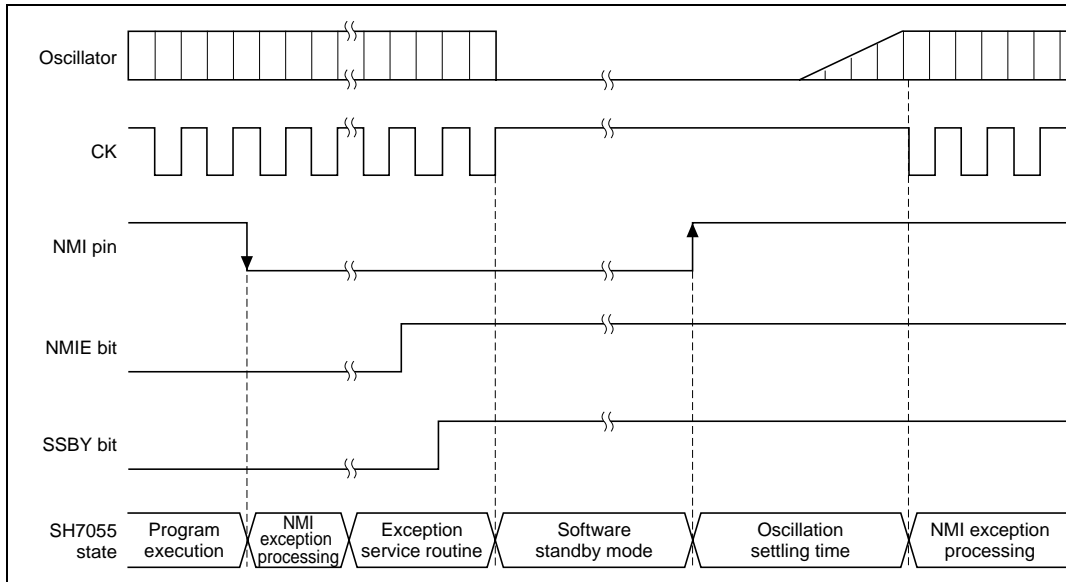 Oscillator
CK
NMI pin
NMIE bit
SSBY bit
SH7055
state
Program
execution
NMI
exception
processing
Exception
service routine
Software
standby mode
Oscillation
settling time
NMI exception
processing